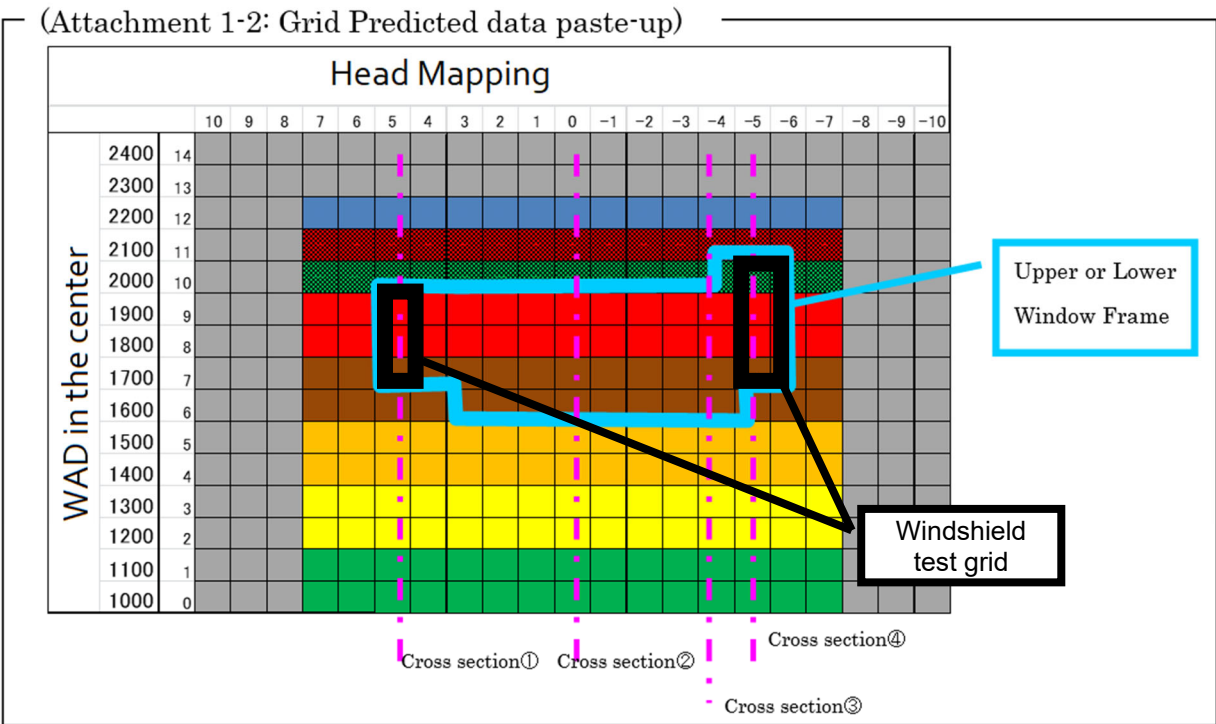 (Attachment 1-2: Grid Predicted data paste-up)
Head Mapping
10 9 8 7 6 5 4 3 2 1 0 −1 −2 −3 −4 −5 −6 −7 −8 −9 −10
WAD in the center
2400 14
2300 13
2200 12
2100 11
2000 10
1900 9
1800 8
1700 7
1600 6
1500 5
1400 4
1300 3
1200 2
1100 1
1000 0
Upper or Lower
Window Frame
Windshield
test grid
Cross section①
Cross section②
Cross section④
Cross section③